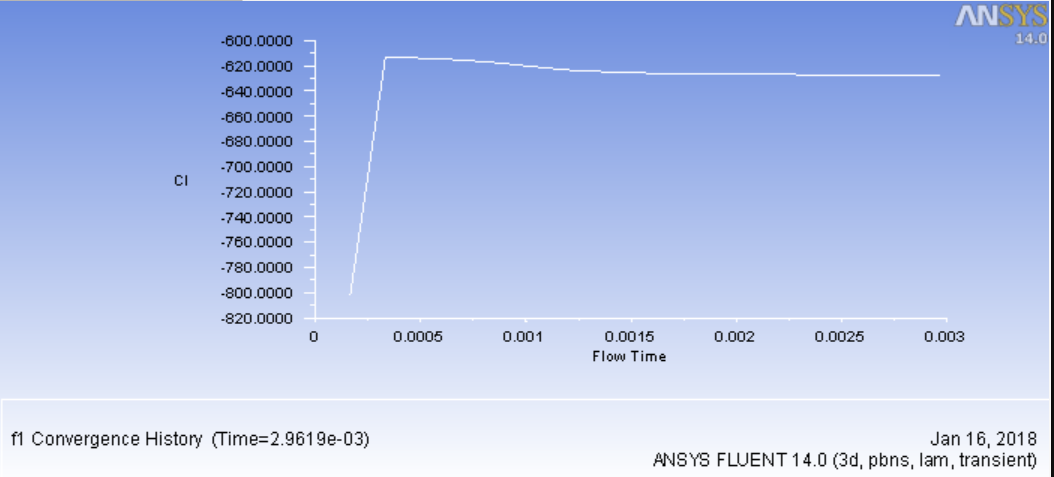 ANSYS
14.0
-600.0000
-620.0000
-640.0000
-660.0000
-680.0000
-700.0000
Cl
-720.0000
-740.0000
-760.0000
-780.0000
-800.0000
-820.0000
0 0.0005 0.001 0.0015 0.002 0.0025 0.003
Flow Time
f1 Convergence History (Time=2.9619e-03)
Jan 16, 2018
ANSYS FLUENT 14.0 (3d, pbns, lam, transient)